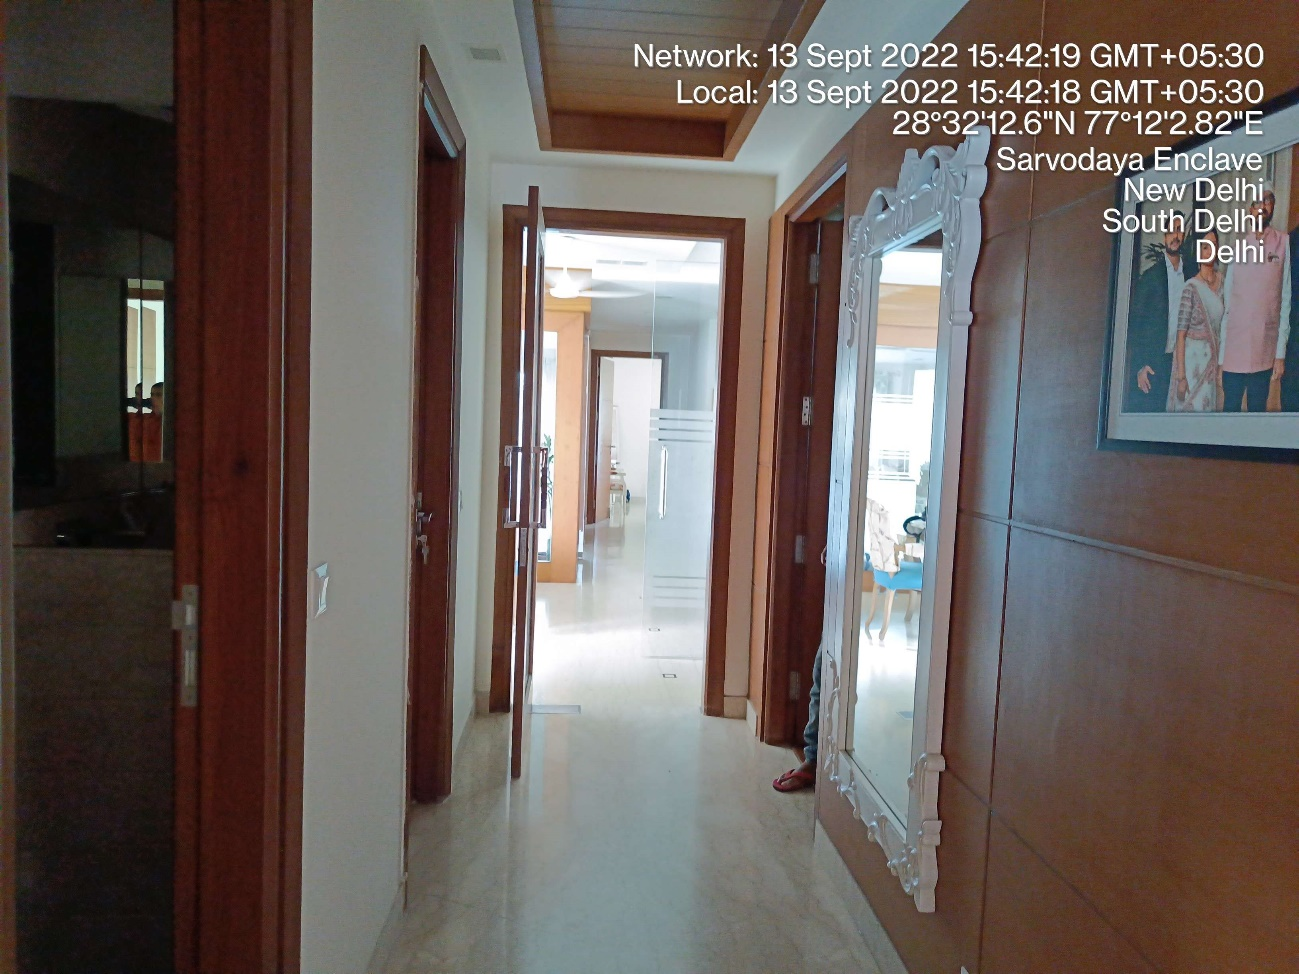 Network: 13 Sept 2022 15:42:19 GMT+05:30
Local: 13 Sept 2022 15:42:18 GMT+05:30
28°32'12.6"N 77°12'2.82"E
Sarvodaya Enclave
New Delhi
South Delhi
Delhi